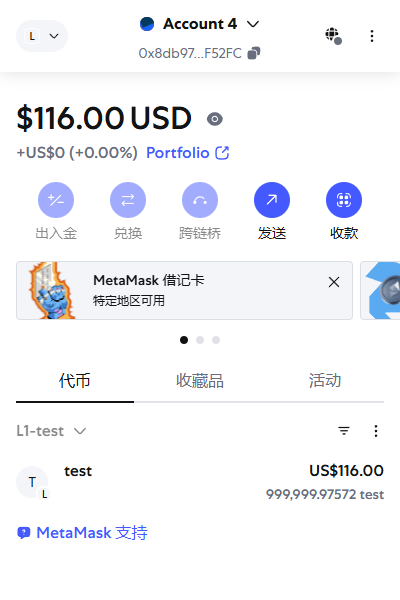 L
Account 4
0x8db97...F52FC
$116.00 USD
+US$0 (+0.00%) Portfolio
出入金 兑换 跨链桥 发送 收款
MetaMask 借记卡
特定地区可用
代币 收藏品 活动
L1-test
T
L
test US$116.00
999,999.97572 test
MetaMask 支持